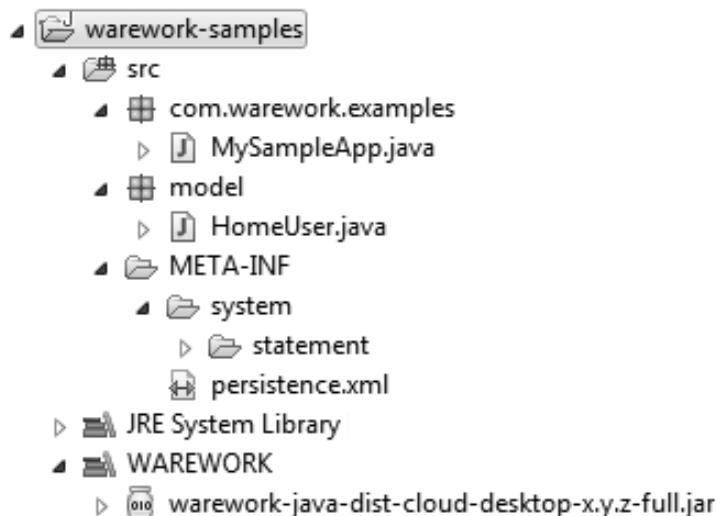 warework-samples
src
com.warework.examples
MySampleApp.java
model
HomeUser.java
META-INF
system
statement
persistence.xml
JRE System Library
WAREWORK
warework-java-dist-cloud-desktop-x.y.z-full.jar